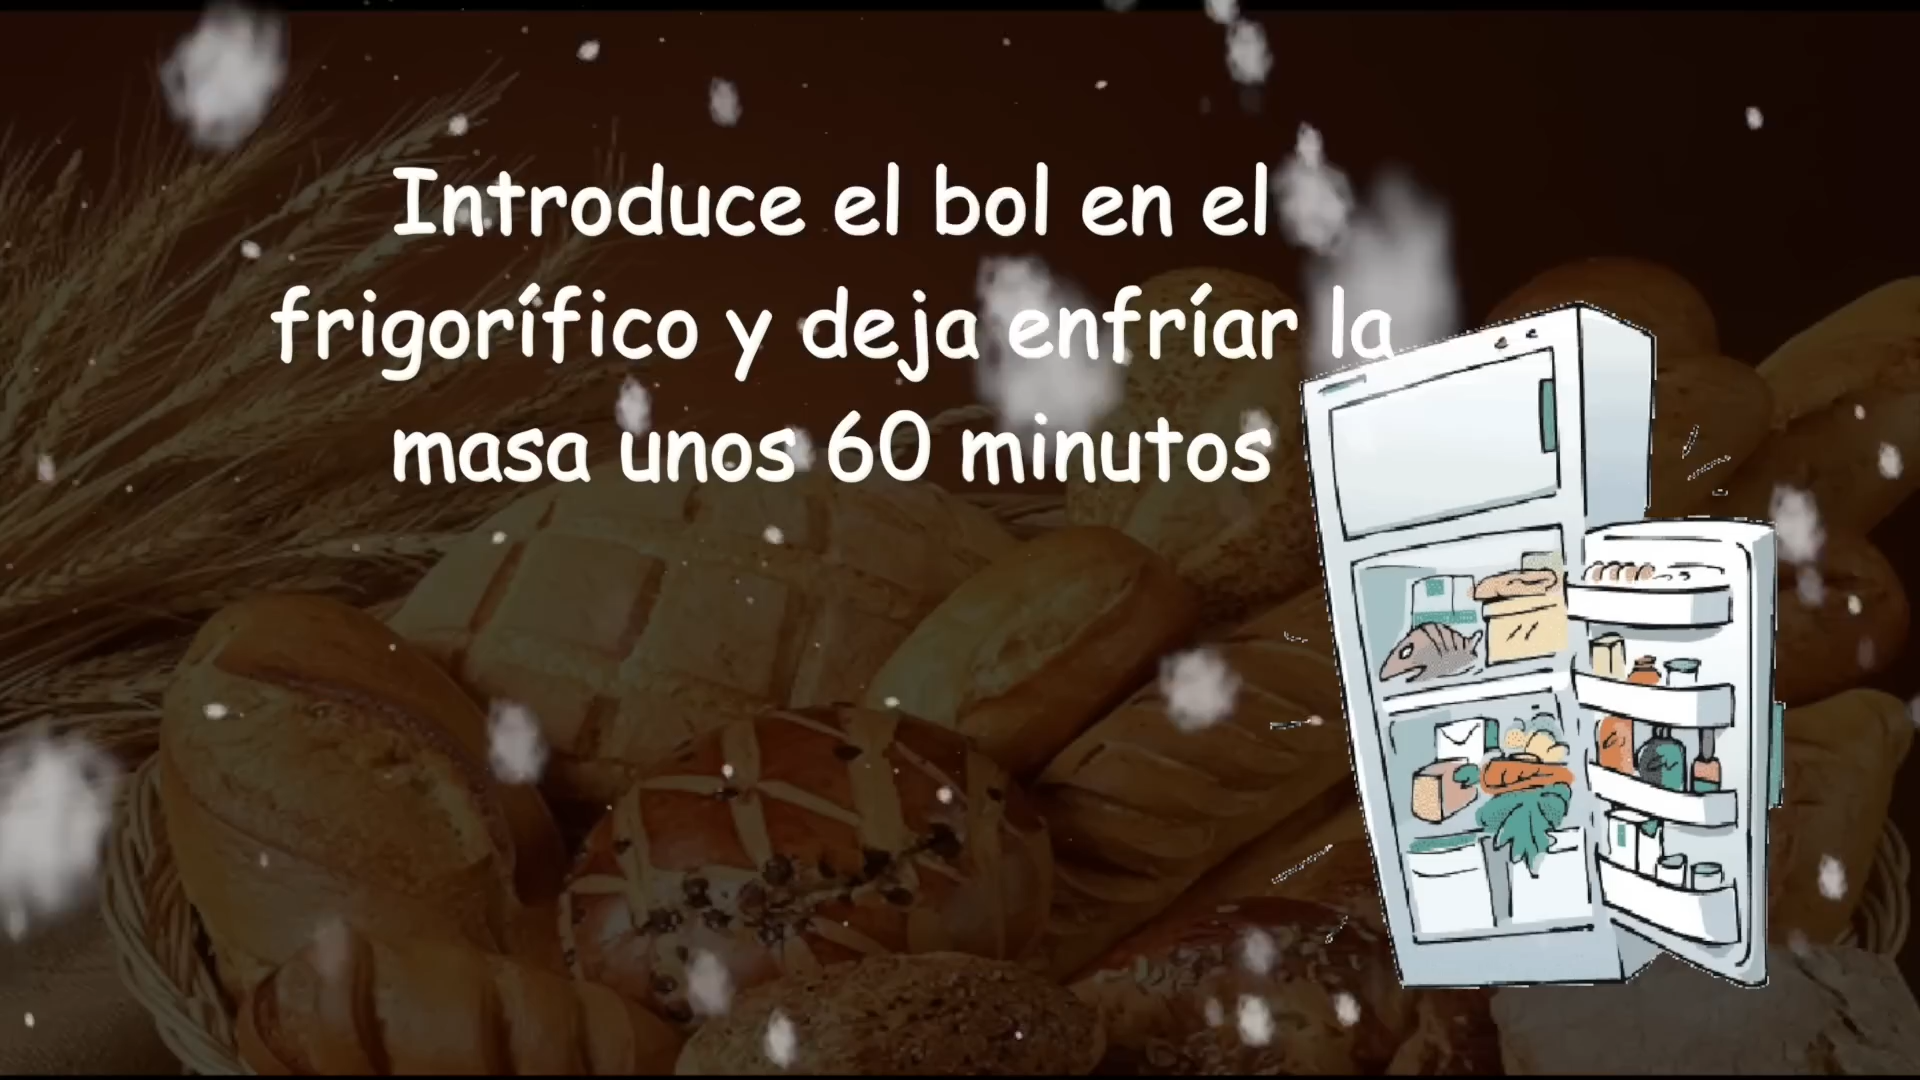 Introduce el bol en el
frigorífico y deja enfríar la
masa unos 60 minutos